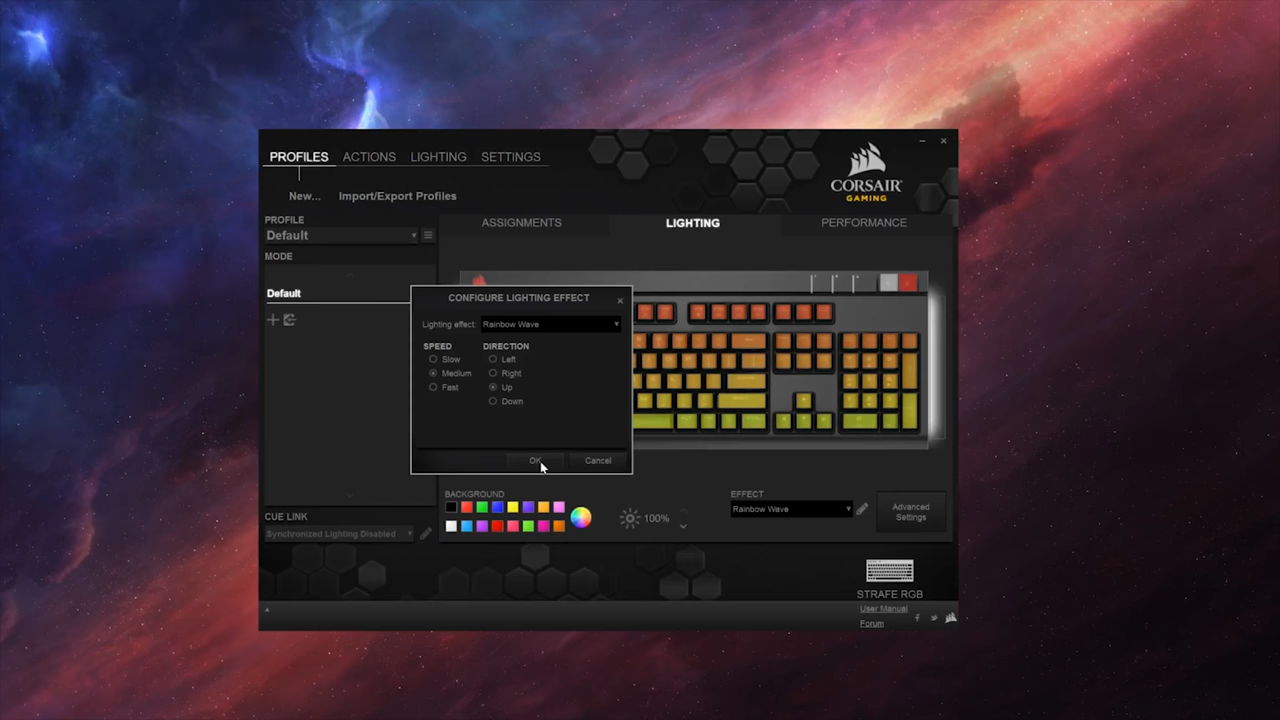 PROFILES ACTIONS LIGHTING SETTINGS
CORSAIR
GAMING
New... Import/Export Profiles
PROFILE
Default
ASSIGNMENTS LIGHTING PERFORMANCE
MODE
Default
CONFIGURE LIGHTING EFFECT
Lighting effect: Rainbow Wave
SPEED DIRECTION
Slow Left
Medium Right
Fast Up
Down
OK Cancel
BACKGROUND
100%
EFFECT
Rainbow Wave
Advanced
Settings
CUE LINK
Synchronized Lighting Disabled
STRAFE RGB
User Manual
Forum